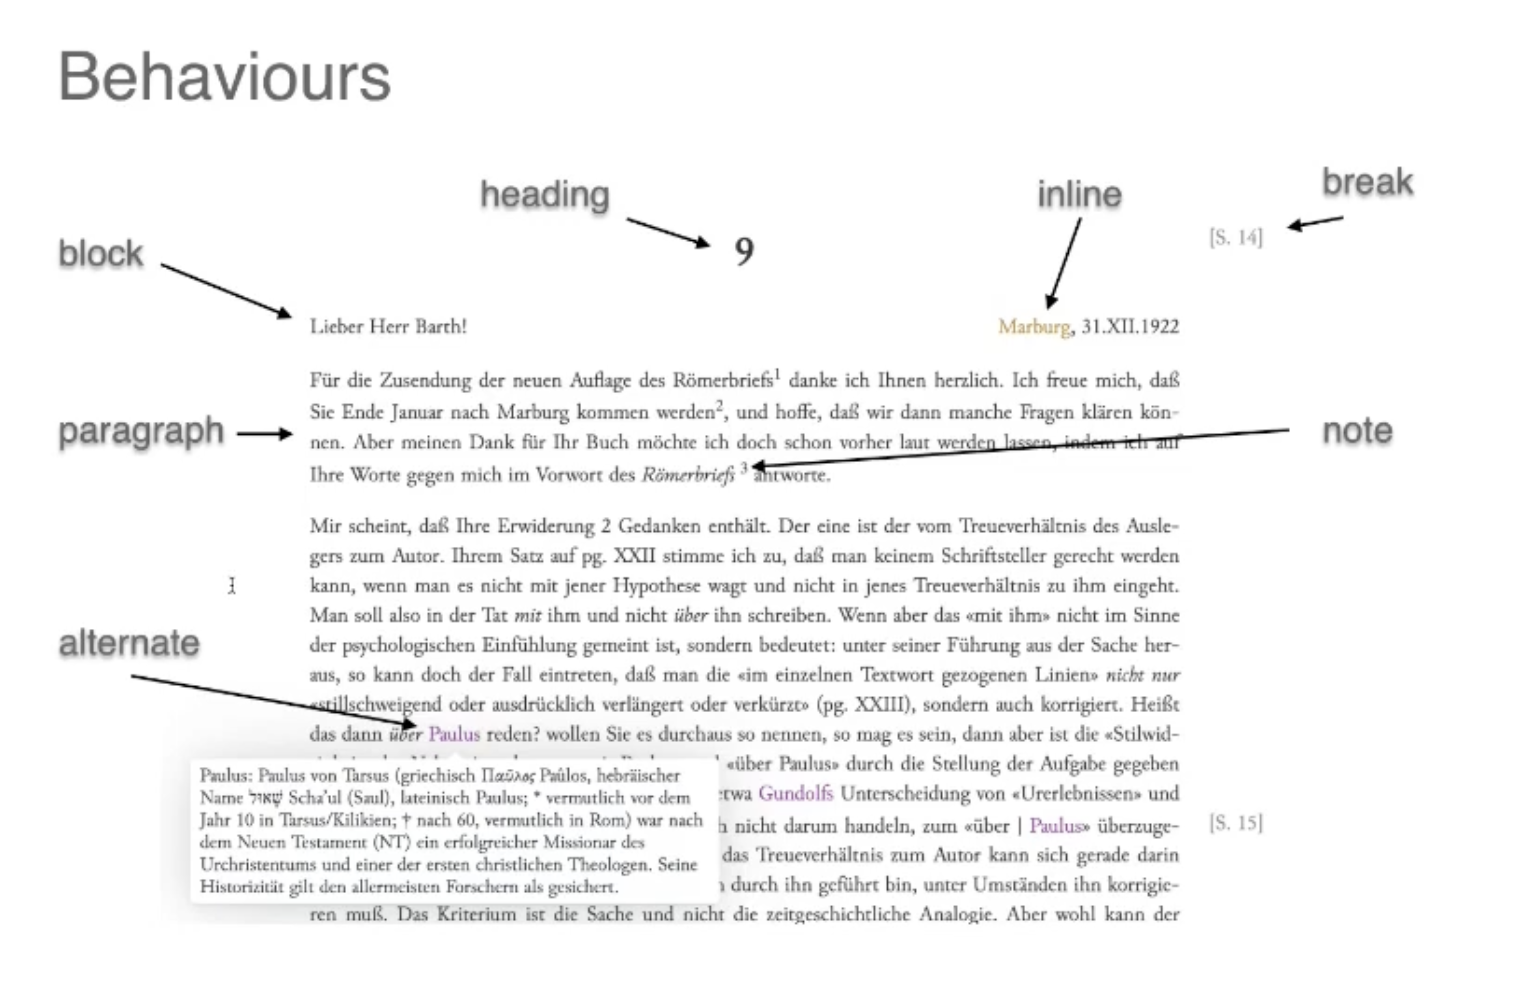 Behaviours
heading
inline
break
block
9
[S. 14]
Lieber Herr Barth!
Marburg, 31.XII.1922
Für die Zusendung der neuen Auflage des Römerbriefs1 danke ich Ihnen herzlich. Ich freue mich, daß
Sie Ende Januar nach Marburg kommen werden2, und hoffe, daß wir dann manche Fragen klären kön-
paragraph
note
nen. Aber meinen Dank für Ihr Buch möchte ich doch schon vorher laut werden lassen, indem ich auf
Ihre Worte gegen mich im Vorwort des Römerbriefs 3 antworte.
Mir scheint, daß Ihre Erwiderung 2 Gedanken enthält. Der eine ist der vom Treueverhältnis des Ausle-
gers zum Autor. Ihrem Satz auf pg. XXII stimme ich zu, daß man keinem Schriftsteller gerecht werden
kann, wenn man es nicht mit jener Hypothese wagt und nicht in jenes Treueverhältnis zu ihm eingeht.
Man soll also in der Tat mit ihm und nicht über ihn schreiben. Wenn aber das «mit ihm» nicht im Sinne
alternate
der psychologischen Einfühlung gemeint ist, sondern bedeutet: unter seiner Führung aus der Sache her-
aus, so kann doch der Fall eintreten, daß man die «im einzelnen Textwort gezogenen Linien» nicht nur
«stillschweigend oder ausdrücklich verlängert oder verkürzt» (pg. XXIII), sondern auch korrigiert. Heißt
das dann über Paulus reden? wollen Sie es durchaus so nennen, so mag es sein, dann aber ist die «Stilwid-
«über Paulus» durch die Stellung der Aufgabe gegeben
Gundolfs Unterscheidung von «Urerlebnissen» und
nicht darum handeln, zum «über | Paulus» überzuge-
[S. 15]
das Treueverhältnis zum Autor kann sich gerade darin
durch ihn geführt bin, unter Umständen ihn korrigie-
ren muß. Das Kriterium ist die Sache und nicht die zeitgeschichtliche Analogie. Aber wohl kann der
Paulus: Paulus von Tarsus (griechisch Παῦλος Paûlos, hebräischer
Name שָׁאוּל Scha'ul (Saul), lateinisch Paulus; * vermutlich vor dem
Jahr 10 in Tarsus/Kilikien; † nach 60, vermutlich in Rom) war nach
dem Neuen Testament (NT) ein erfolgreicher Missionar des
Urchristentums und einer der ersten christlichen Theologen. Seine
Historizität gilt den allermeisten Forschern als gesichert.